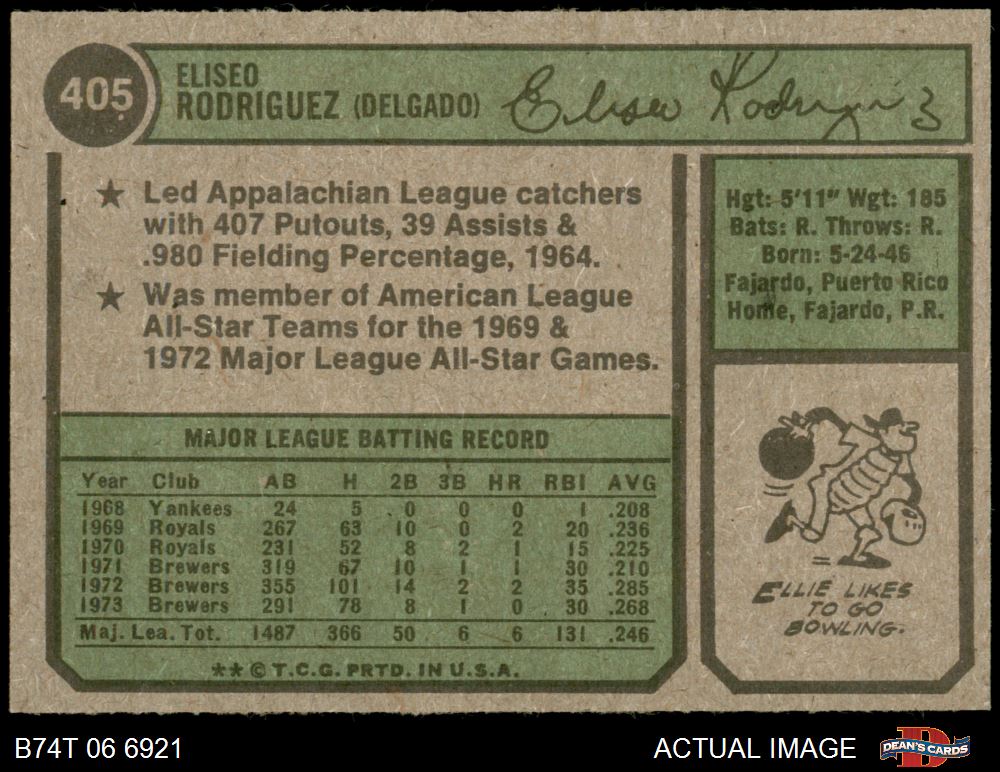 405
ELISEO
RODRIGUEZ (DELGADO)
Eliseo Rodriguez
★ Led Appalachian League catchers
with 407 Putouts, 39 Assists &
.980 Fielding Percentage, 1964.
★ Was member of American League
All-Star Teams for the 1969 &
1972 Major League All-Star Games.
Hgt: 5'11" Wgt: 185
Bats: R. Throws: R.
Born: 5-24-46
Fajardo, Puerto Rico
Home, Fajardo, P.R.
MAJOR LEAGUE BATTING RECORD
Year Club AB H 2B 3B HR RBI AVG
1968 Yankees 24 5 0 0 0 1 .208
1969 Royals 267 63 10 0 2 20 .236
1970 Royals 231 52 8 2 1 15 .225
1971 Brewers 319 67 10 1 1 30 .210
1972 Brewers 355 101 14 2 2 35 .285
1973 Brewers 291 78 8 1 0 30 .268
Maj. Lea. Tot. 1487 366 50 6 6 131 .246
**© T.C.G. PRTD. IN U.S.A.
ELLIE LIKES
TO GO
BOWLING.
B74T 06 6921
ACTUAL IMAGE
D
DEAN'S CARDS